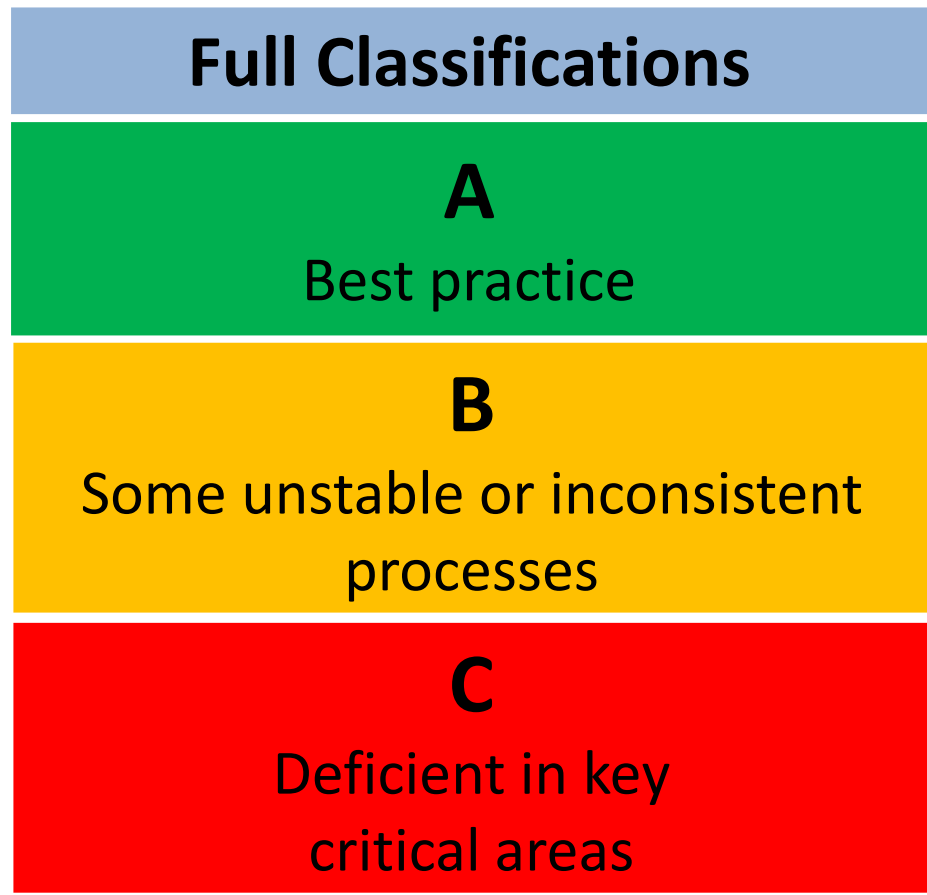 Full Classifications
A
Best practice
B
Some unstable or inconsistent
processes
C
Deficient in key
critical areas